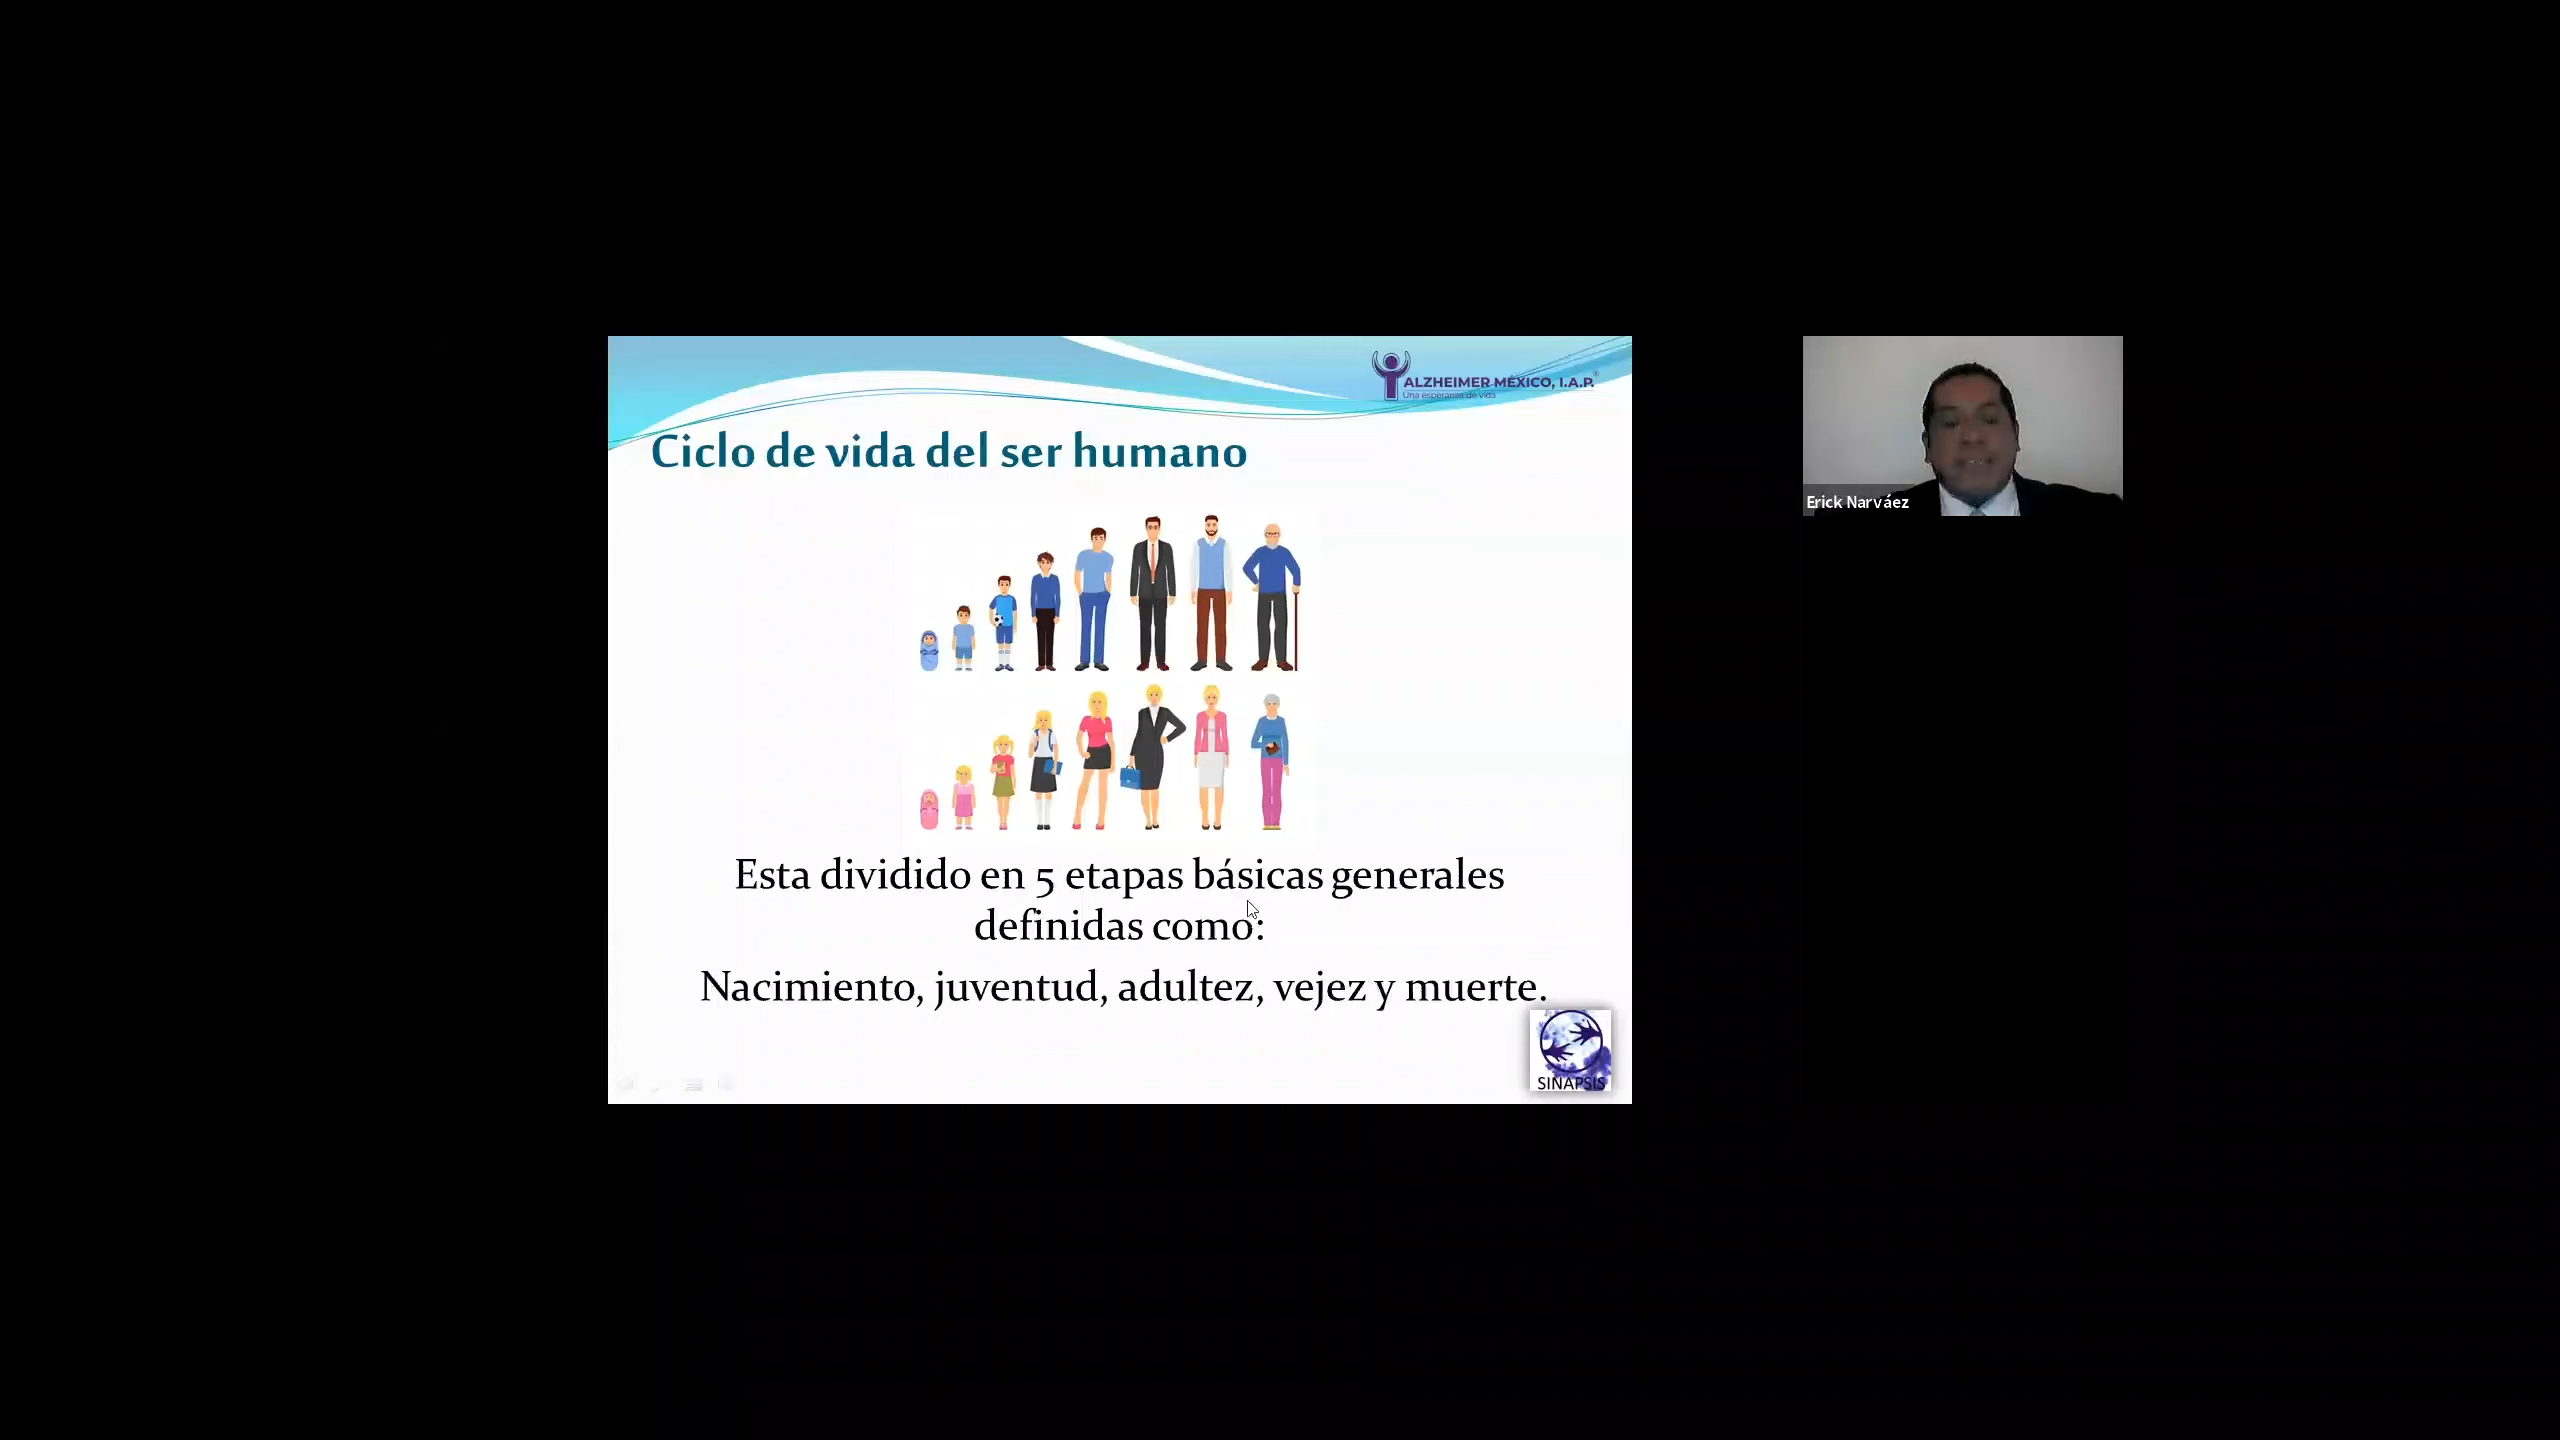 ALZHEIMER MÉXICO, I.A.P.®
Una esperanza de vida
Ciclo de vida del ser humano
Erick Narváez
Esta dividido en 5 etapas básicas generales
definidas como:
Nacimiento, juventud, adultez, vejez y muerte.
SINAPSIS